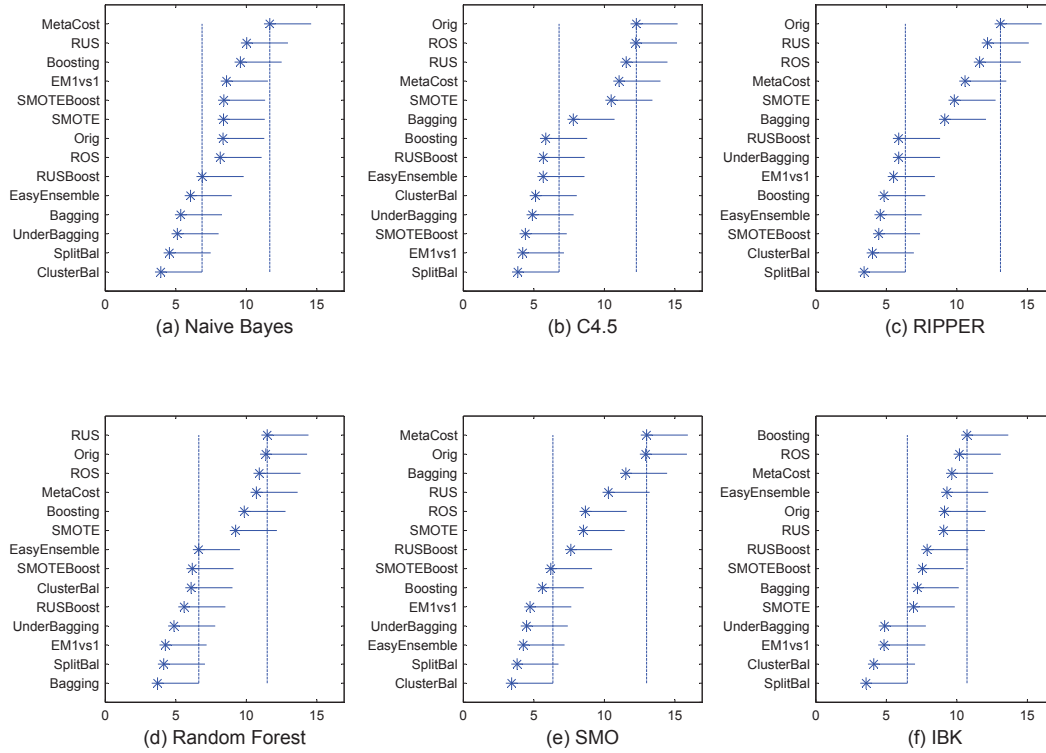 MetaCost
RUS
Boosting
EM1vs1
SMOTEBoost
SMOTE
Orig
ROS
RUSBoost
EasyEnsemble
Bagging
UnderBagging
SplitBal
ClusterBal
0 5 10 15
(a) Naive Bayes
Orig
ROS
RUS
MetaCost
SMOTE
Bagging
Boosting
RUSBoost
EasyEnsemble
ClusterBal
UnderBagging
SMOTEBoost
EM1vs1
SplitBal
0 5 10 15
(b) C4.5
Orig
RUS
ROS
MetaCost
SMOTE
Bagging
RUSBoost
UnderBagging
EM1vs1
Boosting
EasyEnsemble
SMOTEBoost
ClusterBal
SplitBal
0 5 10 15
(c) RIPPER
RUS
Orig
ROS
MetaCost
Boosting
SMOTE
EasyEnsemble
SMOTEBoost
ClusterBal
RUSBoost
UnderBagging
EM1vs1
SplitBal
Bagging
0 5 10 15
(d) Random Forest
MetaCost
Orig
Bagging
RUS
ROS
SMOTE
RUSBoost
SMOTEBoost
Boosting
EM1vs1
UnderBagging
EasyEnsemble
SplitBal
ClusterBal
0 5 10 15
(e) SMO
Boosting
ROS
MetaCost
EasyEnsemble
Orig
RUS
RUSBoost
SMOTEBoost
Bagging
SMOTE
UnderBagging
EM1vs1
ClusterBal
SplitBal
0 5 10 15
(f) IBK